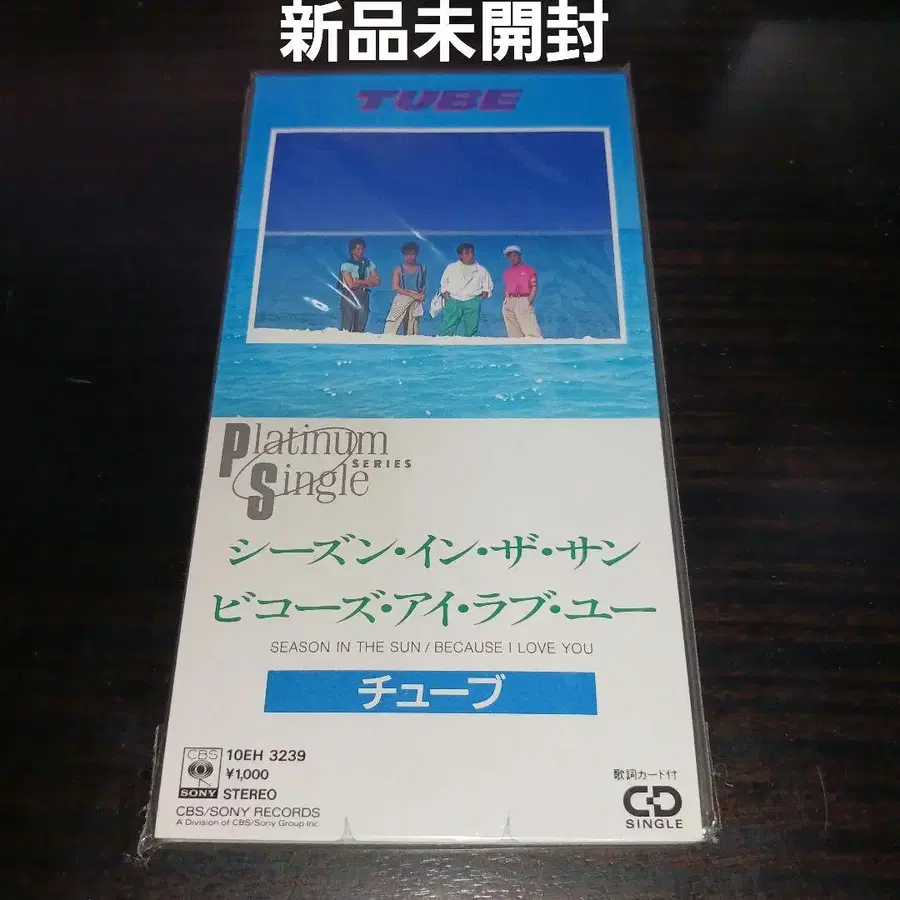 新品未開封
TUBE
Platinum
SERIES
Single
シーズン・イン・ザ・サン
ビコーズ・アイ・ラブ・ユー
SEASON IN THE SUN / BECAUSE I LOVE YOU
チューブ
CBS
SONY
10EH 3239
¥1,000
STEREO
CBS/SONY RECORDS
A Division of CBS/Sony Group Inc.
歌詞カード付
CD
SINGLE